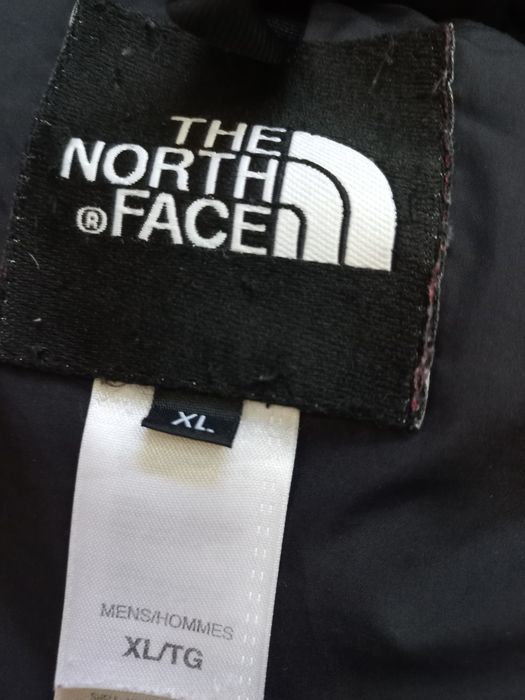 THE
NORTH
® FACE
XL
MENS/HOMMES
XL/TG